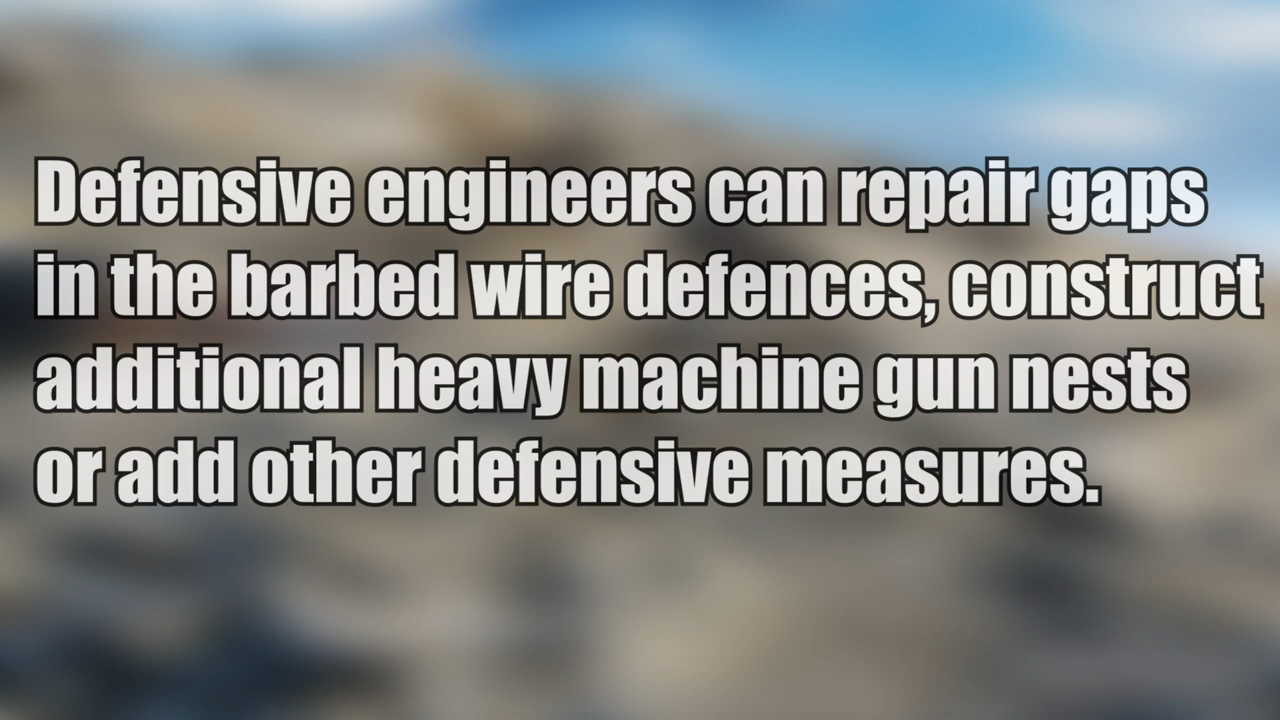 Defensive engineers can repair gaps
in the barbed wire defences, construct
additional heavy machine gun nests
or add other defensive measures.